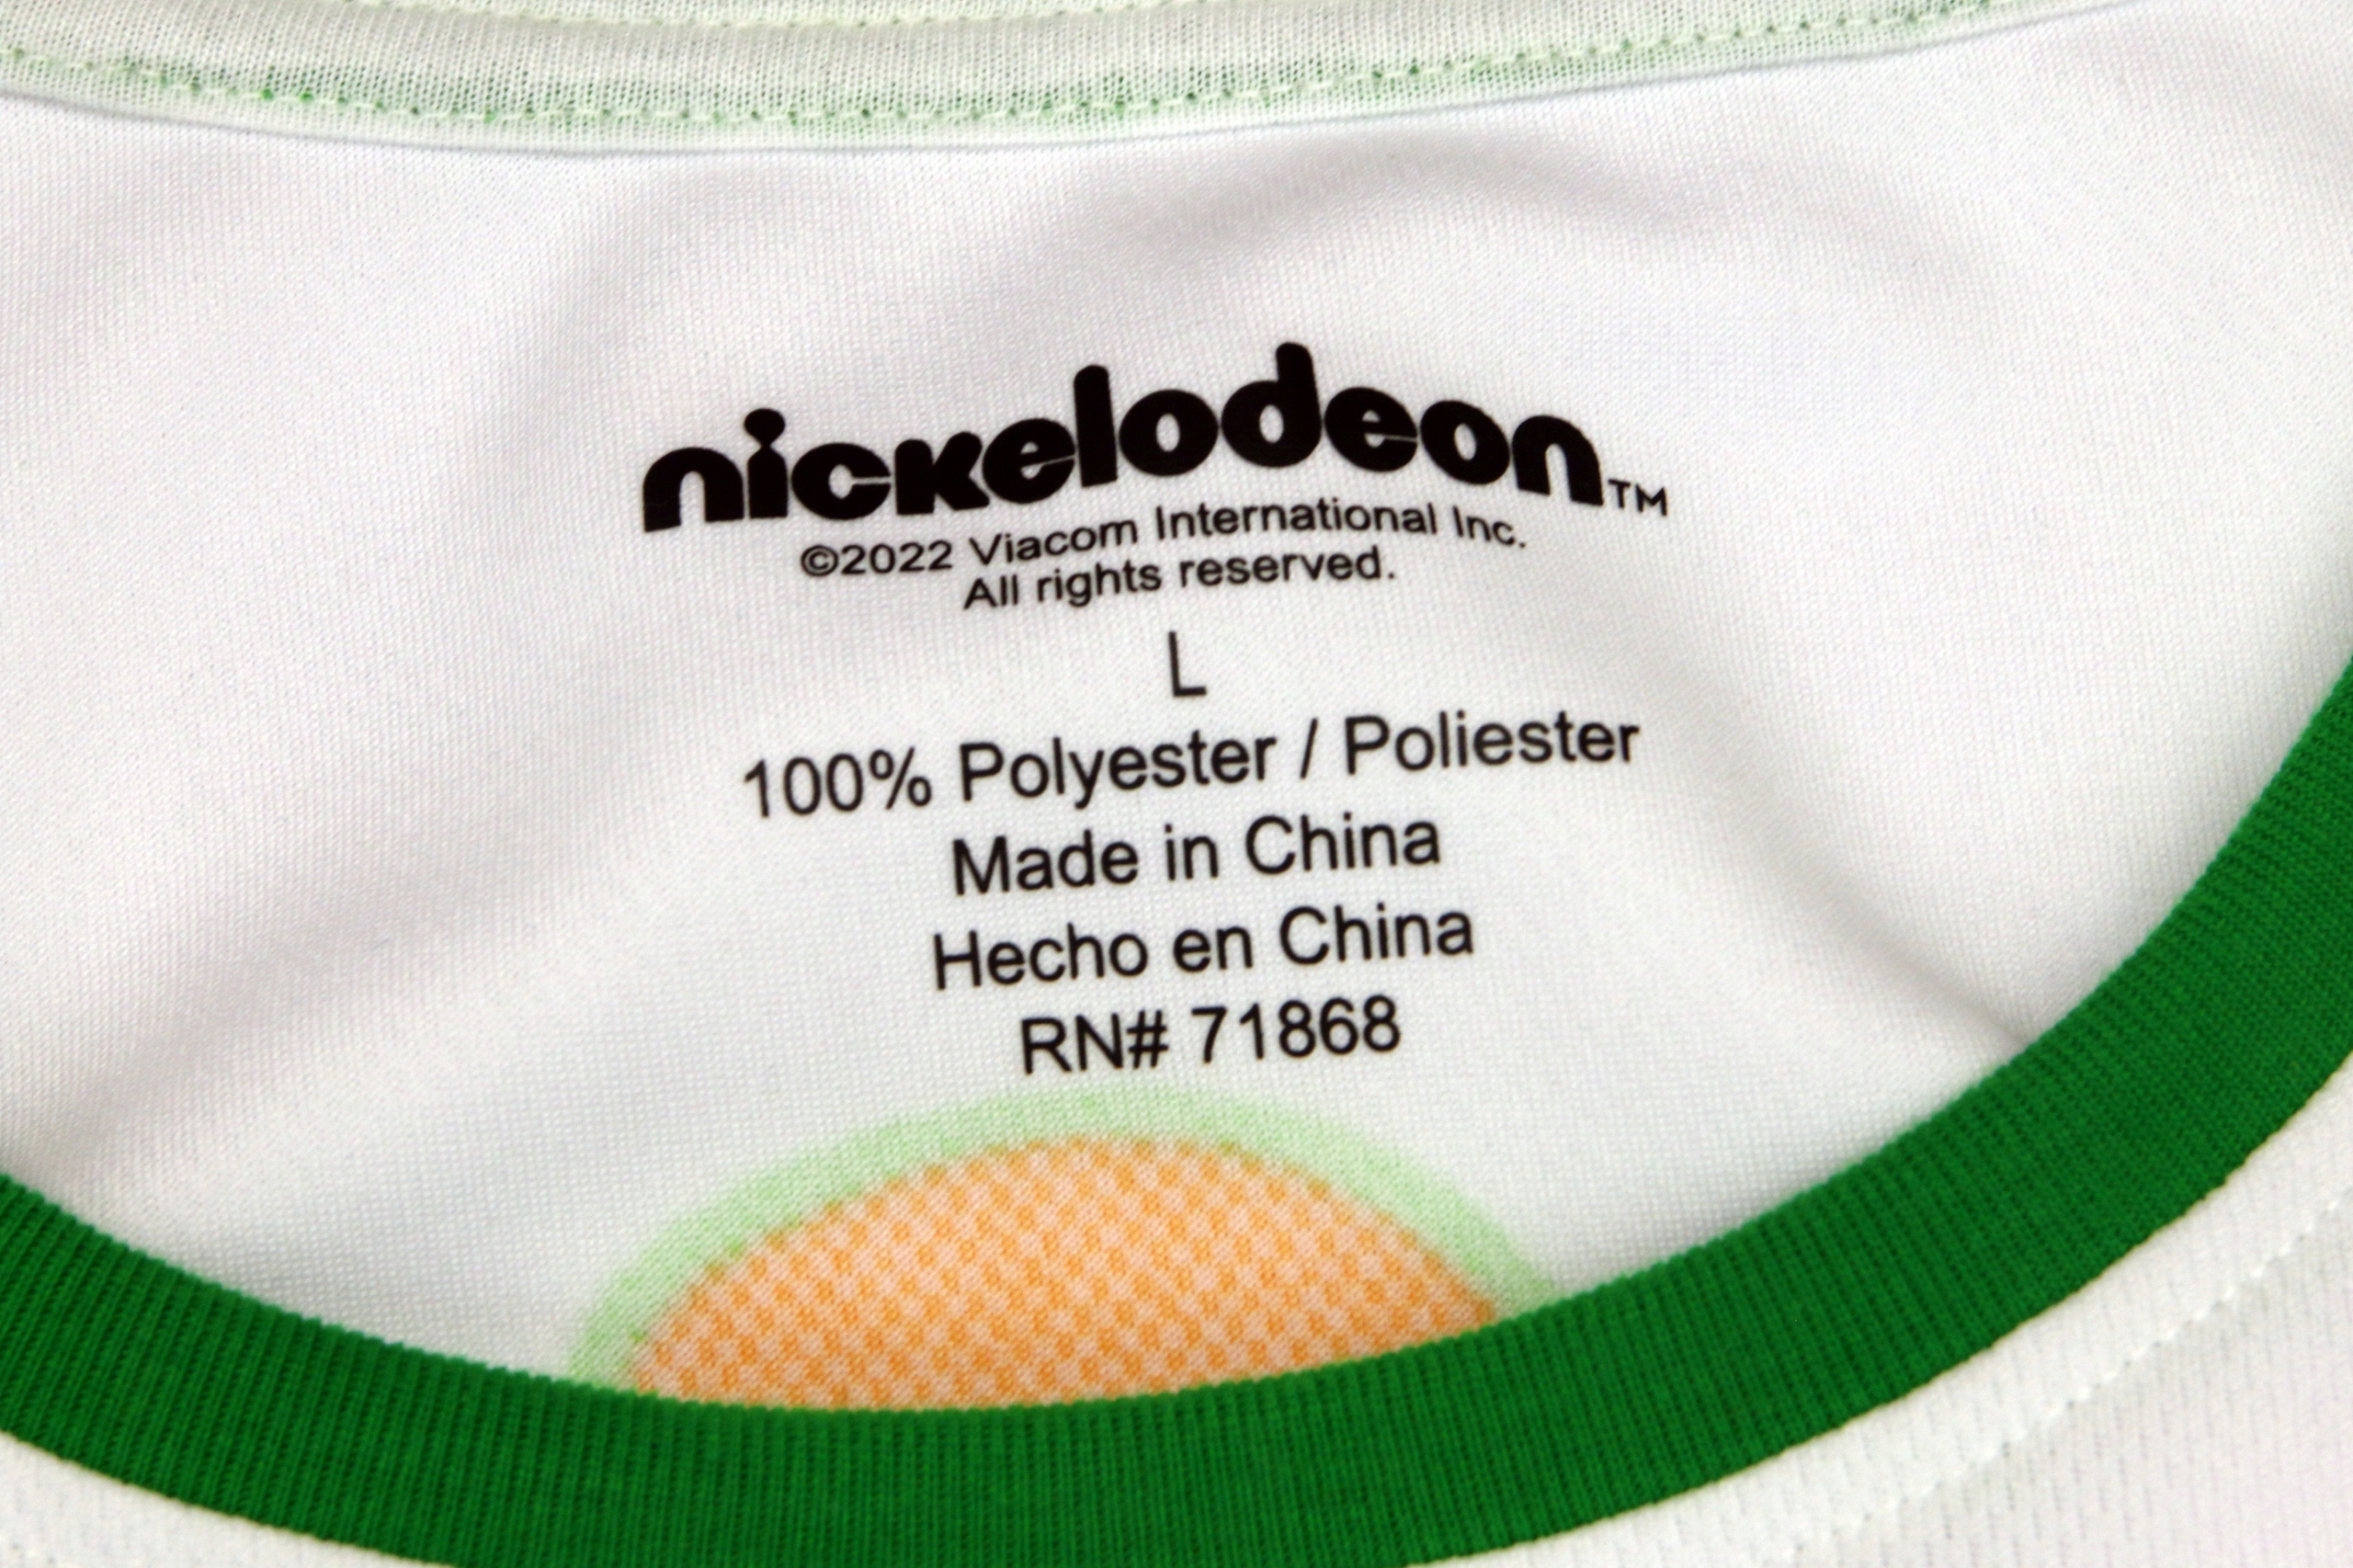 nickelodeon™
©2022 Viacom International Inc.
All rights reserved.
L
100% Polyester / Poliester
Made in China
Hecho en China
RN# 71868